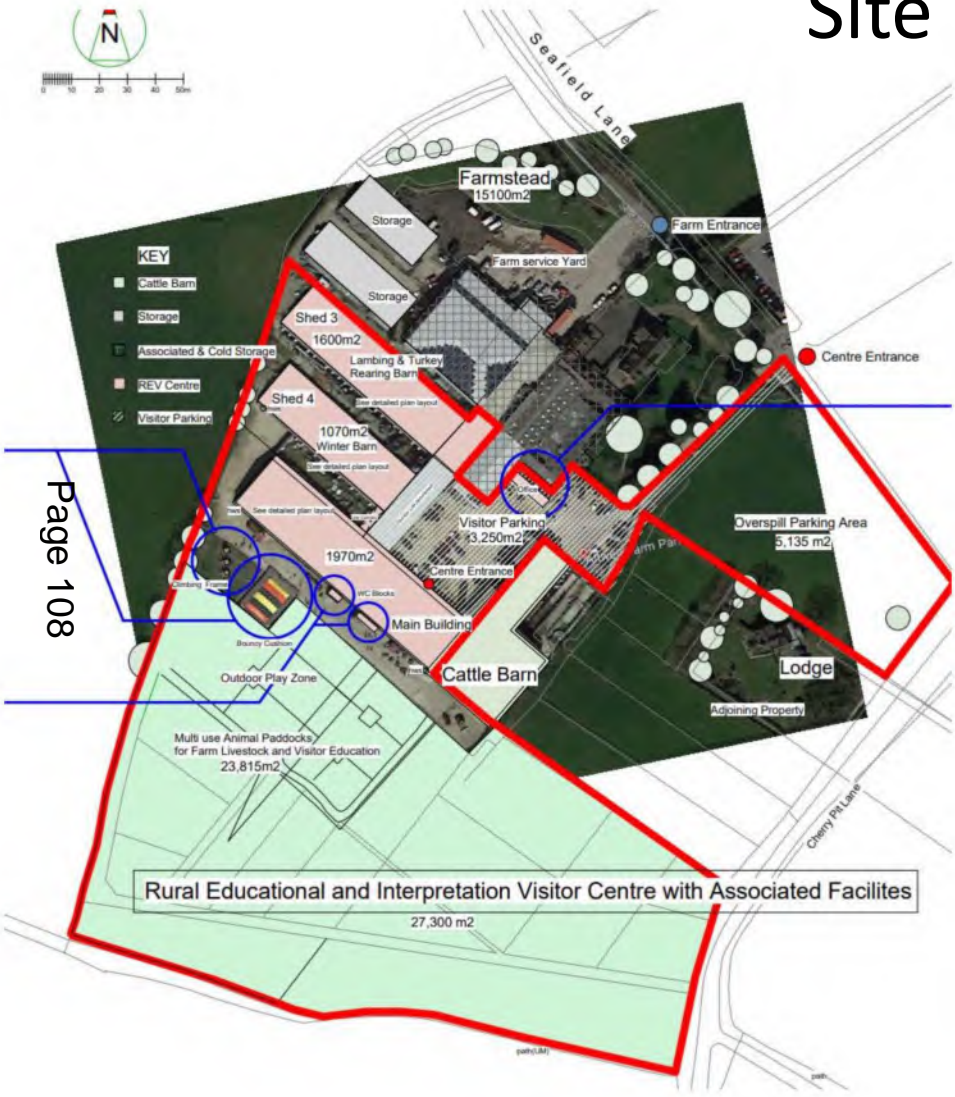 Site
N
0 10 20 30 40 50m
Seafield Lane
Farmstead
15100m2
Storage
Farm Entrance
KEY
Cattle Barn
Storage
Associated & Cold Storage
REV Centre
Visitor Parking
Farm service Yard
Storage
Shed 3
1600m2
Lambing & Turkey
Rearing Barn
See detailed plan layout
Centre Entrance
Shed 4
1070m2
Winter Barn
See detailed plan layout
See detailed plan layout
1970m2
Office
Visitor Parking
3,250m2
Overspill Parking Area
5,135 m2
Page 108
Centre Entrance
Climbing Frame
WC Blocks
Main Building
Bouncy Cushion
Outdoor Play Zone
Cattle Barn
Lodge
Adjoining Property
Multi use Animal Paddocks
for Farm Livestock and Visitor Education
23,815m2
Cherry Pit Lane
Rural Educational and Interpretation Visitor Centre with Associated Facilites
27,300 m2
path(UM)
path